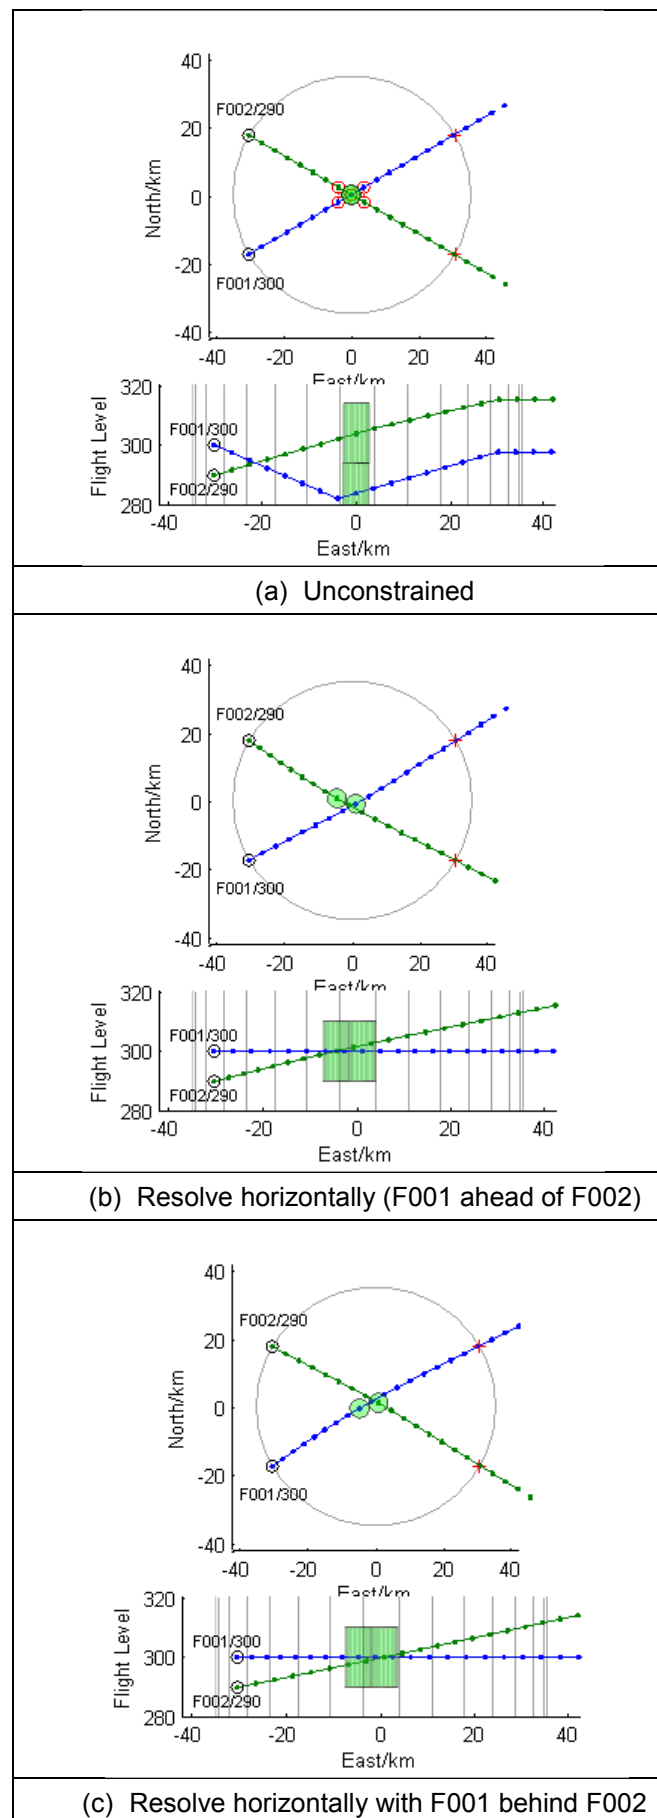 40
F002/290
20
North/km
0
-20
F001/300
-40
-40 -20 0 20 40
East/km
320
F001/300
Flight Level
300
F002/290
280
-40 -20 0 20 40
East/km
(a) Unconstrained
40
F002/290
20
North/km
0
-20
F001/300
-40
-40 -20 0 20 40
East/km
320
F001/300
Flight Level
300
F002/290
280
-40 -20 0 20 40
East/km
(b) Resolve horizontally (F001 ahead of F002)
40
F002/290
20
North/km
0
-20
F001/300
-40
-40 -20 0 20 40
East/km
320
F001/300
Flight Level
300
F002/290
280
-40 -20 0 20 40
East/km
(c) Resolve horizontally with F001 behind F002